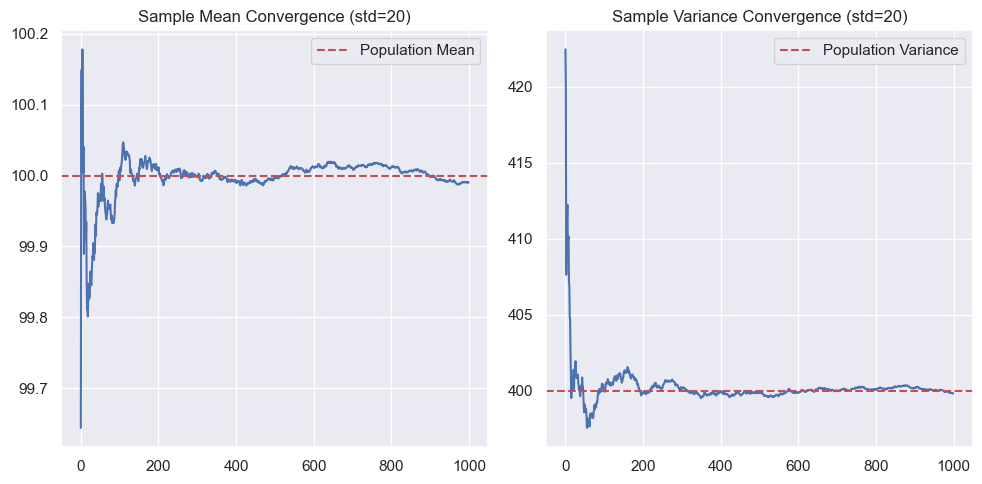 Sample Mean Convergence (std=20)
Population Mean
100.2
100.1
100.0
99.9
99.8
99.7
0 200 400 600 800 1000
Sample Variance Convergence (std=20)
Population Variance
420
415
410
405
400
0 200 400 600 800 1000